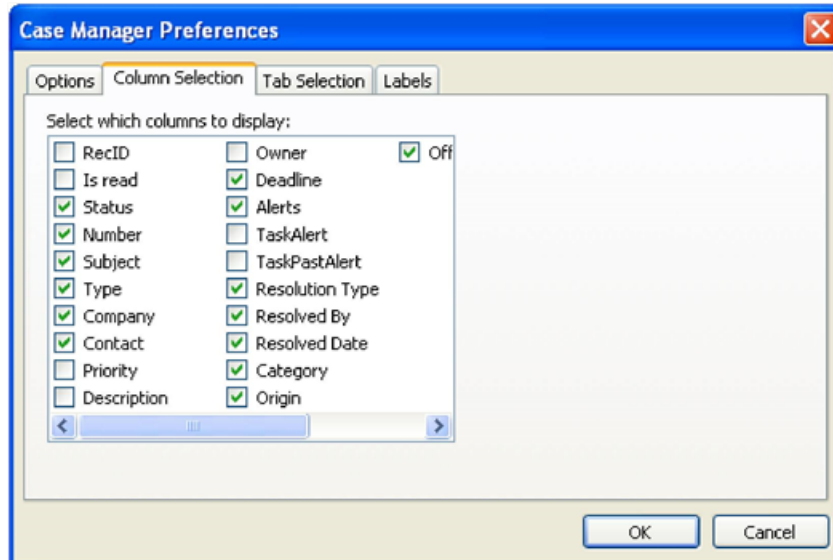 Case Manager Preferences
Options Column Selection Tab Selection Labels
Select which columns to display:
RecID Owner Off
Is read Deadline
Status Alerts
Number TaskAlert
Subject TaskPastAlert
Type Resolution Type
Company Resolved By
Contact Resolved Date
Priority Category
Description Origin
OK Cancel